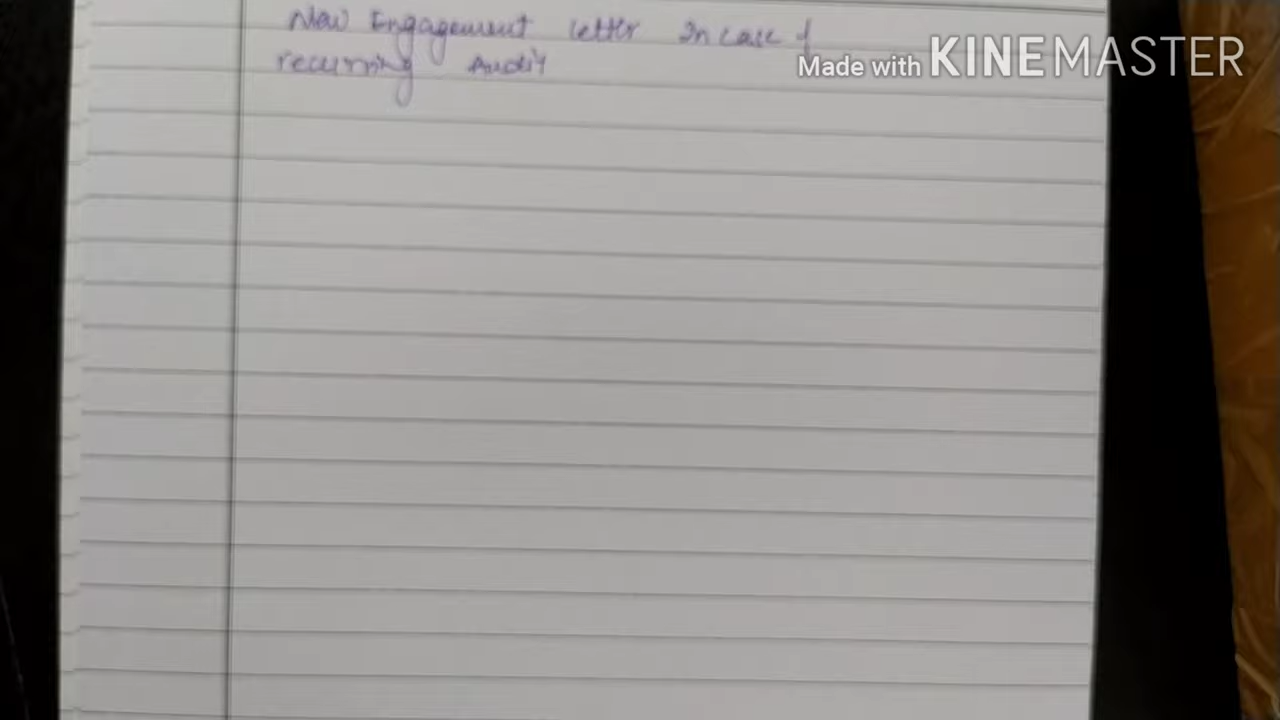 New Engagement letter In case of
recurring Audit
Made with KINEMASTER